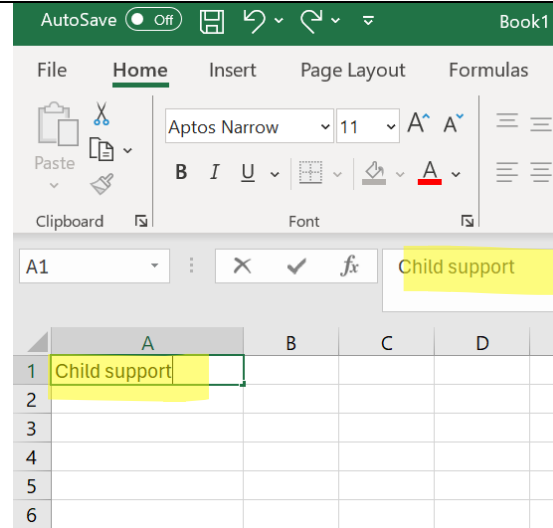 AutoSave Off Book1
File Home Insert Page Layout Formulas
Aptos Narrow 11 A A
Paste
B I U A
Clipboard Font
A1 fx Child support
A B C D
1 Child support
2
3
4
5
6